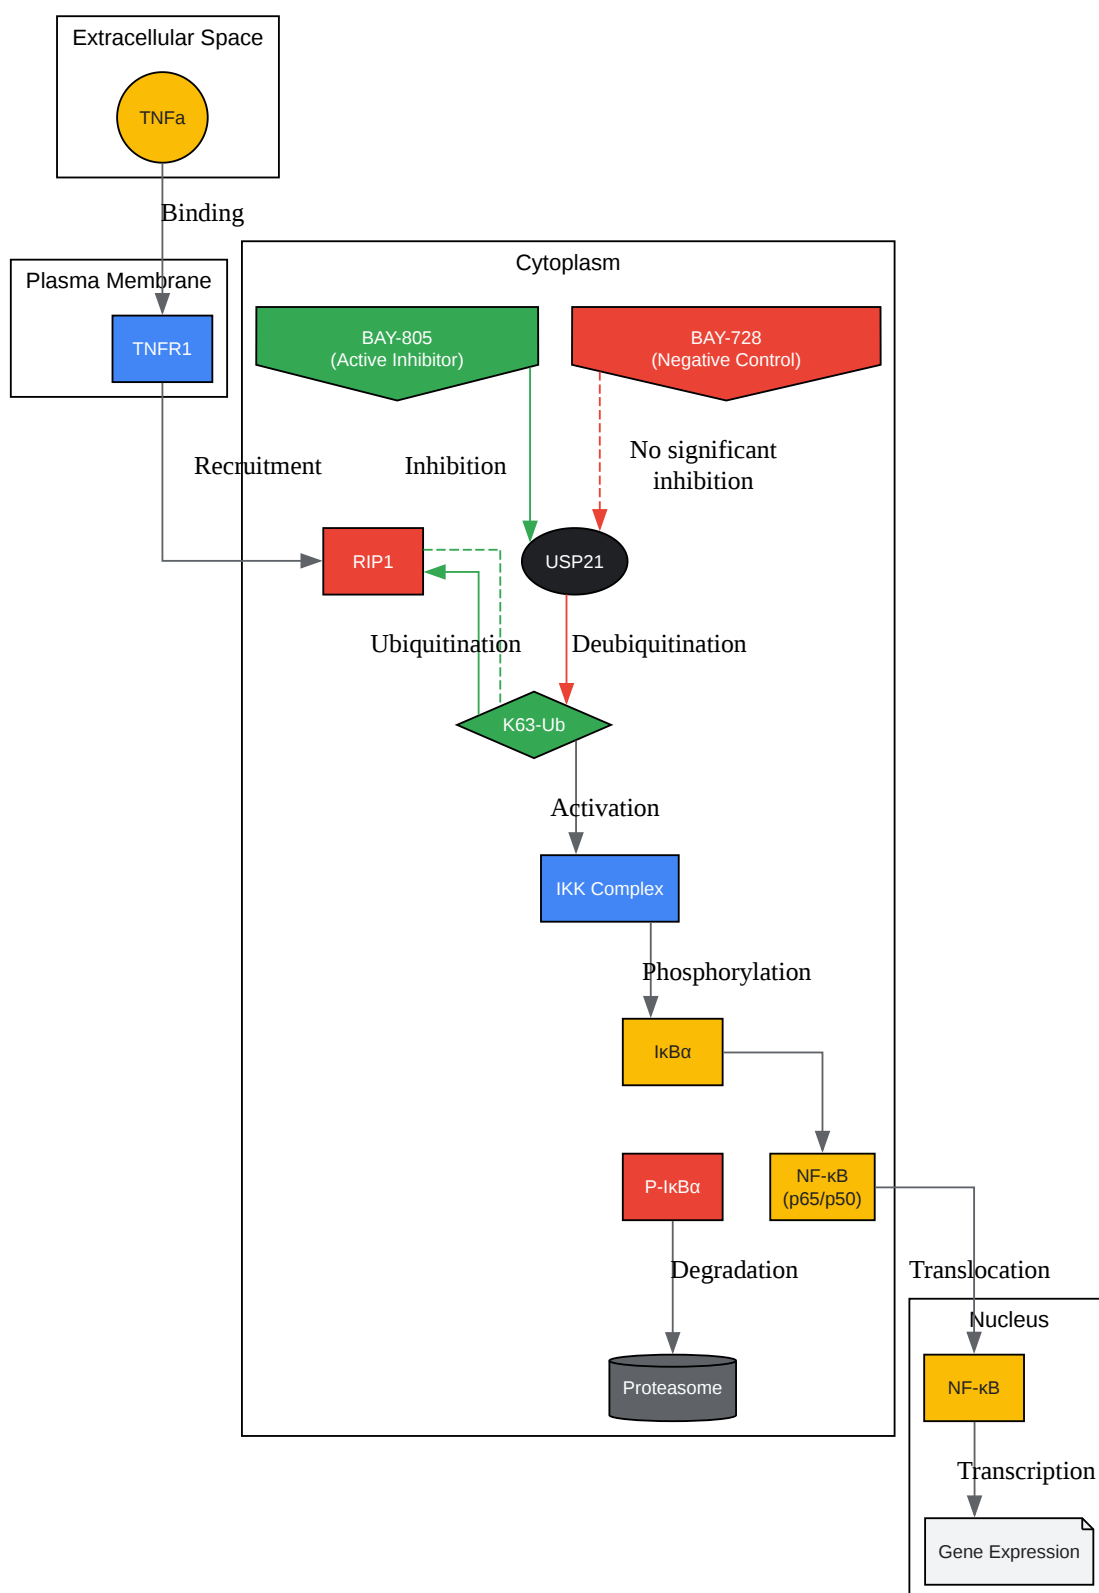 Extracellular Space
TNFa
Binding
Cytoplasm
Plasma Membrane
TNFR1
BAY-805
(Active Inhibitor)
BAY-728
(Negative Control)
Recruitment
Inhibition
No significant
inhibition
RIP1
USP21
Ubiquitination
Deubiquitination
K63-Ub
Activation
IKK Complex
Phosphorylation
IκBα
P-IκBα
NF-κB
(p65/p50)
Degradation
Translocation
Nucleus
Proteasome
NF-κB
Transcription
Gene Expression